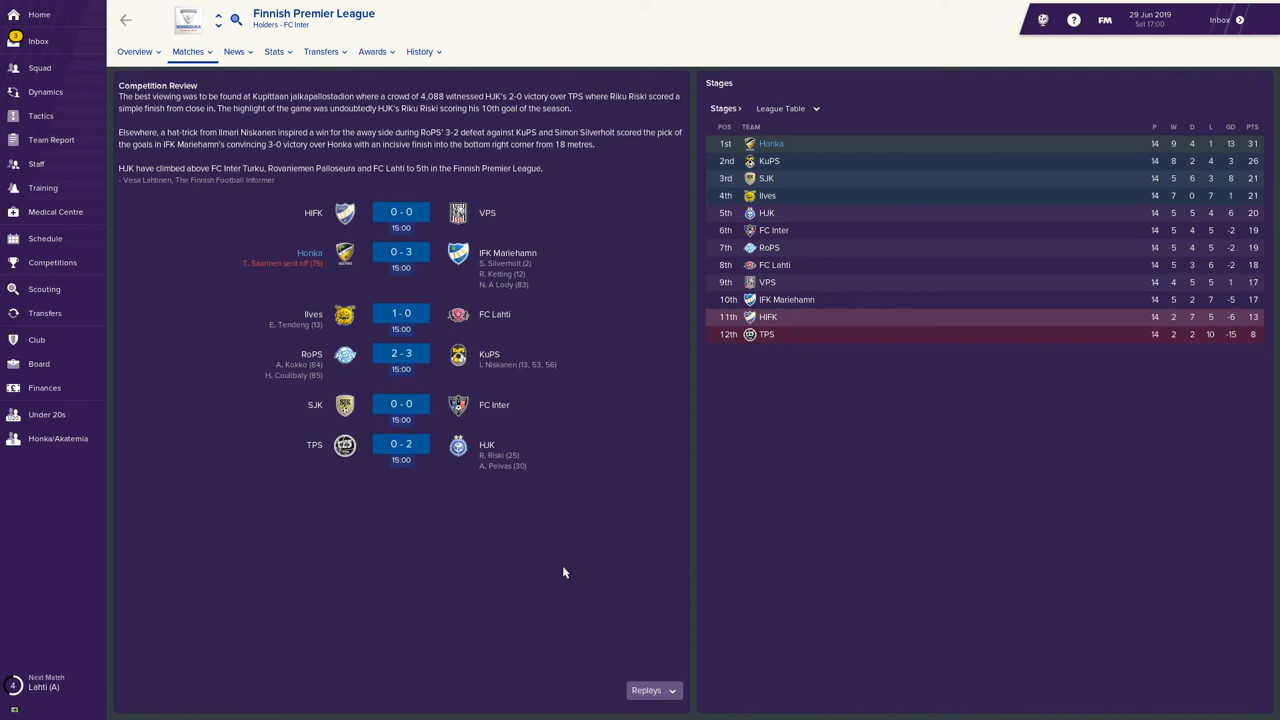 Home
3
Inbox
Squad
Dynamics
Tactics
Team Report
Staff
Training
Medical Centre
Schedule
Competitions
Scouting
Transfers
Club
Board
Finances
Under 20s
Honka/Akatemia
Next Match
4
Lahti (A)
Finnish Premier League
Holders - FC Inter
FM
29 Jun 2019
Sat 17:00
Inbox
Overview
Matches
News
Stats
Transfers
Awards
History
Competition Review
The best viewing was to be found at Kupittaan jalkapallostadion where a crowd of 4,088 witnessed HJK's 2-0 victory over TPS where Riku Riski scored a
simple finish from close in. The highlight of the game was undoubtedly HJK's Riku Riski scoring his 10th goal of the season.
Elsewhere, a hat-trick from Ilmari Niskanen inspired a win for the away side during RoPS' 3-2 defeat against KuPS and Simon Silverholt scored the pick of
the goals in IFK Mariehamn's convincing 3-0 victory over Honka with an incisive finish into the bottom right corner from 18 metres.
HJK have climbed above FC Inter Turku, Rovaniemen Palloseura and FC Lahti to 5th in the Finnish Premier League.
- Vesa Lahtinen, The Finnish Football Informer
HIFK 0 - 0 VPS
15:00
Honka 0 - 3 IFK Mariehamn
T. Saarinen sent off (75) 15:00 S. Silverholt (2)
R. Ketting (12)
N. A Lody (83)
Ilves 1 - 0 FC Lahti
E. Tendeng (13) 15:00
RoPS 2 - 3 KuPS
A. Kokko (84) 15:00 I. Niskanen (13, 53, 56)
H. Coulibaly (85)
SJK 0 - 0 FC Inter
15:00
TPS 0 - 2 HJK
15:00 R. Riski (25)
A. Pelvas (30)
Replays
Stages
Stages > League Table
POS TEAM P W D L GD PTS
1st Honka 14 9 4 1 13 31
2nd KuPS 14 8 2 4 3 26
3rd SJK 14 5 6 3 8 21
4th Ilves 14 7 0 7 1 21
5th HJK 14 5 5 4 6 20
6th FC Inter 14 5 4 5 -2 19
7th RoPS 14 5 4 5 -2 19
8th FC Lahti 14 5 3 6 -2 18
9th VPS 14 4 5 5 1 17
10th IFK Mariehamn 14 5 2 7 -5 17
11th HIFK 14 2 7 5 -6 13
12th TPS 14 2 2 10 -15 8